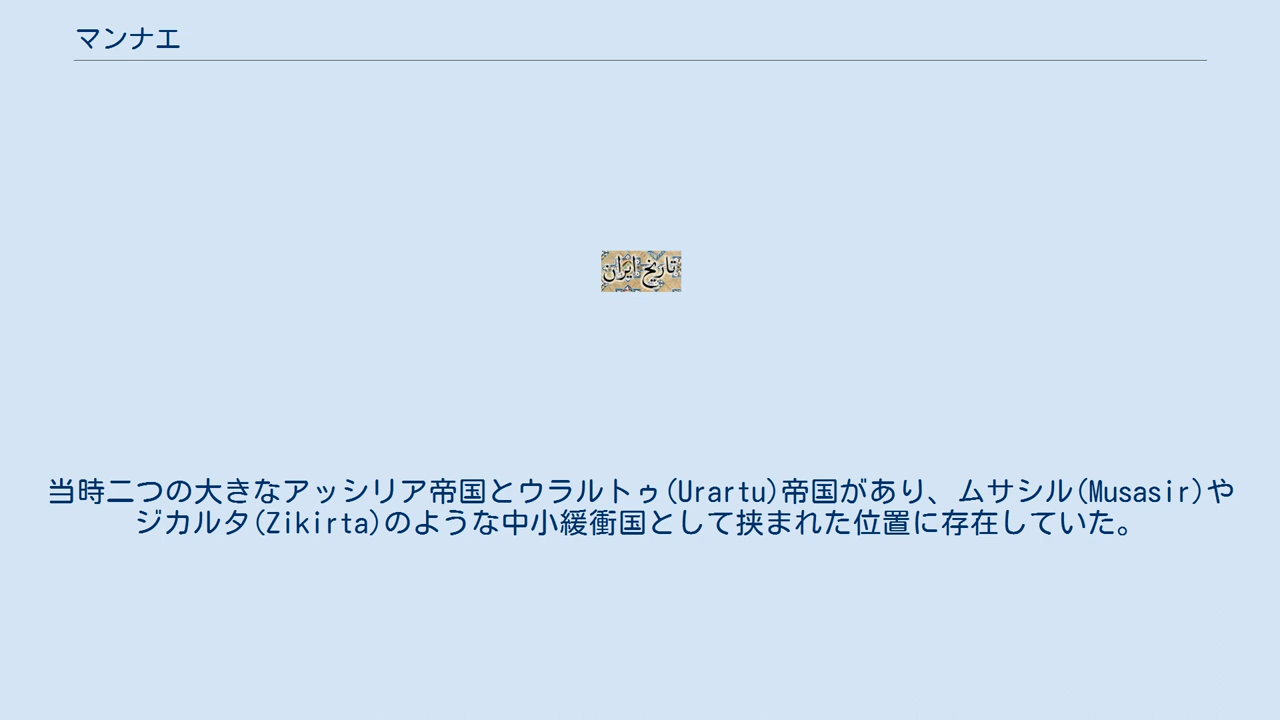 マンナエ
تاریخ ایران
当時二つの大きなアッシリア帝国とウラルトゥ(Urartu)帝国があり、ムサシル(Musasir)や
ジカルタ(Zikirta)のような中小緩衝国として挟まれた位置に存在していた。